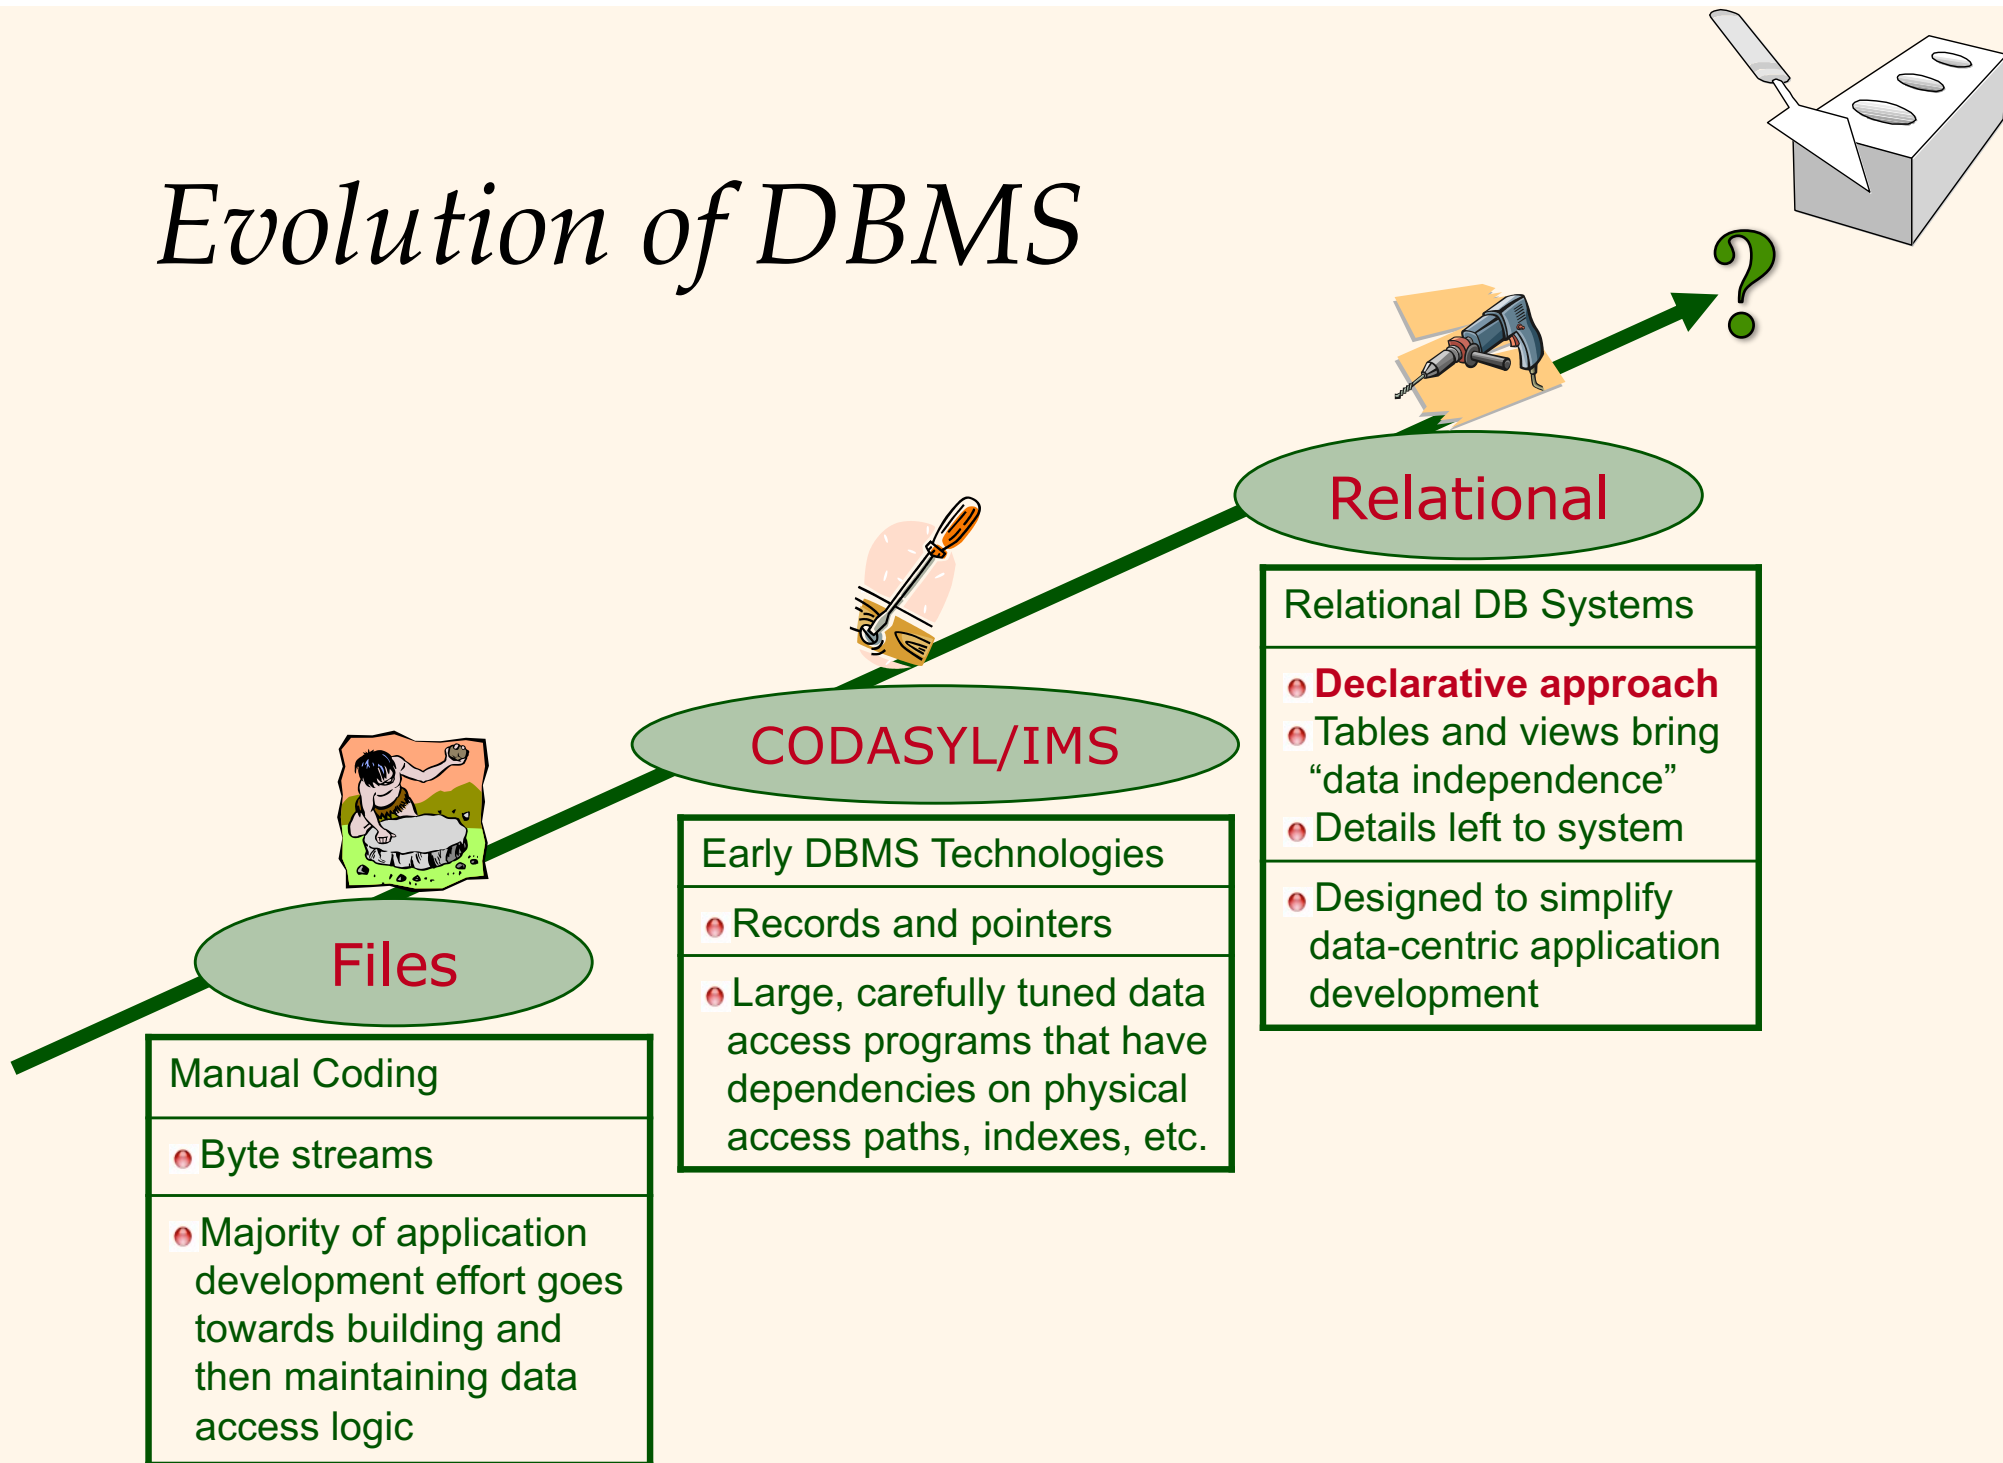 Evolution of DBMS
?
Relational
Relational DB Systems
Declarative approach
Tables and views bring
“data independence”
Details left to system
Designed to simplify
data-centric application
development
CODASYL/IMS
Early DBMS Technologies
Records and pointers
Large, carefully tuned data
access programs that have
dependencies on physical
access paths, indexes, etc.
Files
Manual Coding
Byte streams
Majority of application
development effort goes
towards building and
then maintaining data
access logic